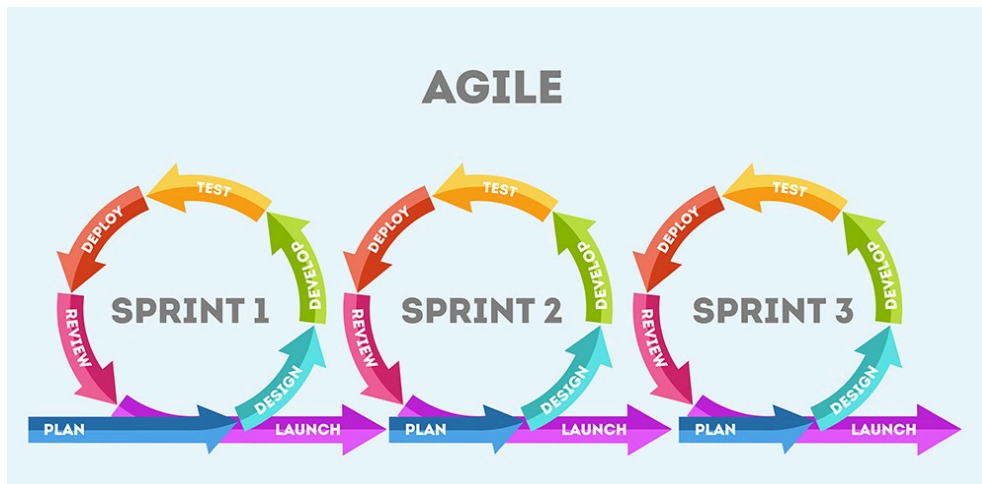 AGILE
SPRINT 1
PLAN
DESIGN
DEVELOP
TEST
DEPLOY
REVIEW
LAUNCH
SPRINT 2
PLAN
DESIGN
DEVELOP
TEST
DEPLOY
REVIEW
LAUNCH
SPRINT 3
PLAN
DESIGN
DEVELOP
TEST
DEPLOY
REVIEW
LAUNCH